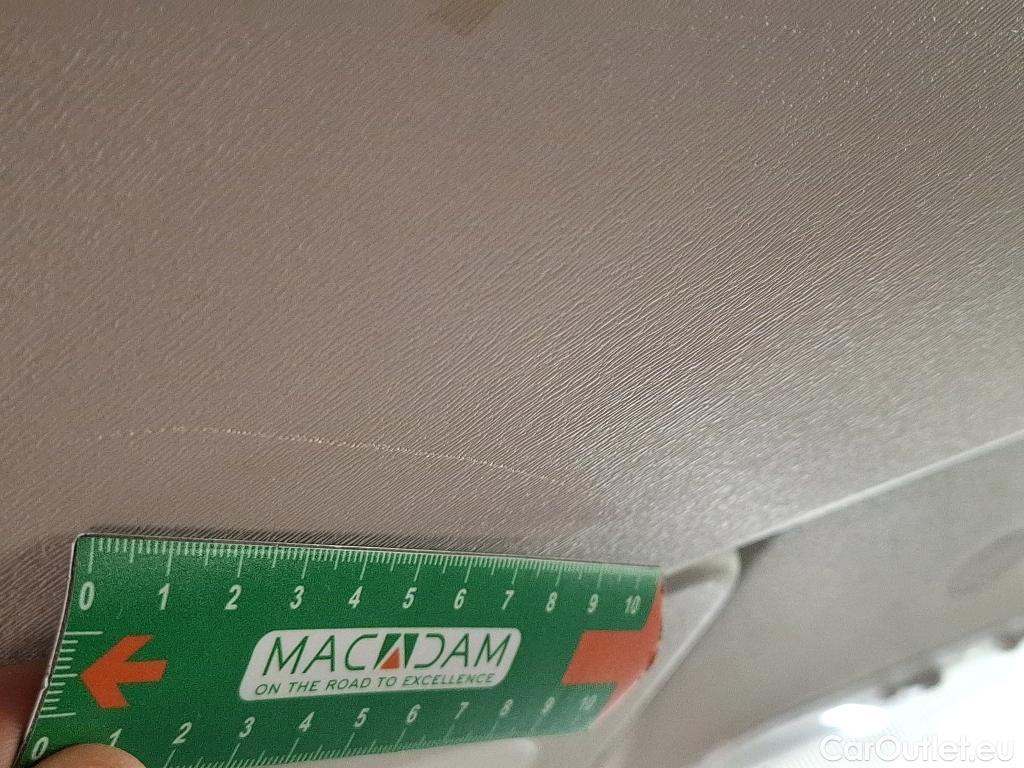 0 1 2 3 4 5 6 7 8 9 10
MACADAM
ON THE ROAD TO EXCELLENCE
0 1 2 3 4 5 6 7 8 9 10
CarOutlet.eu